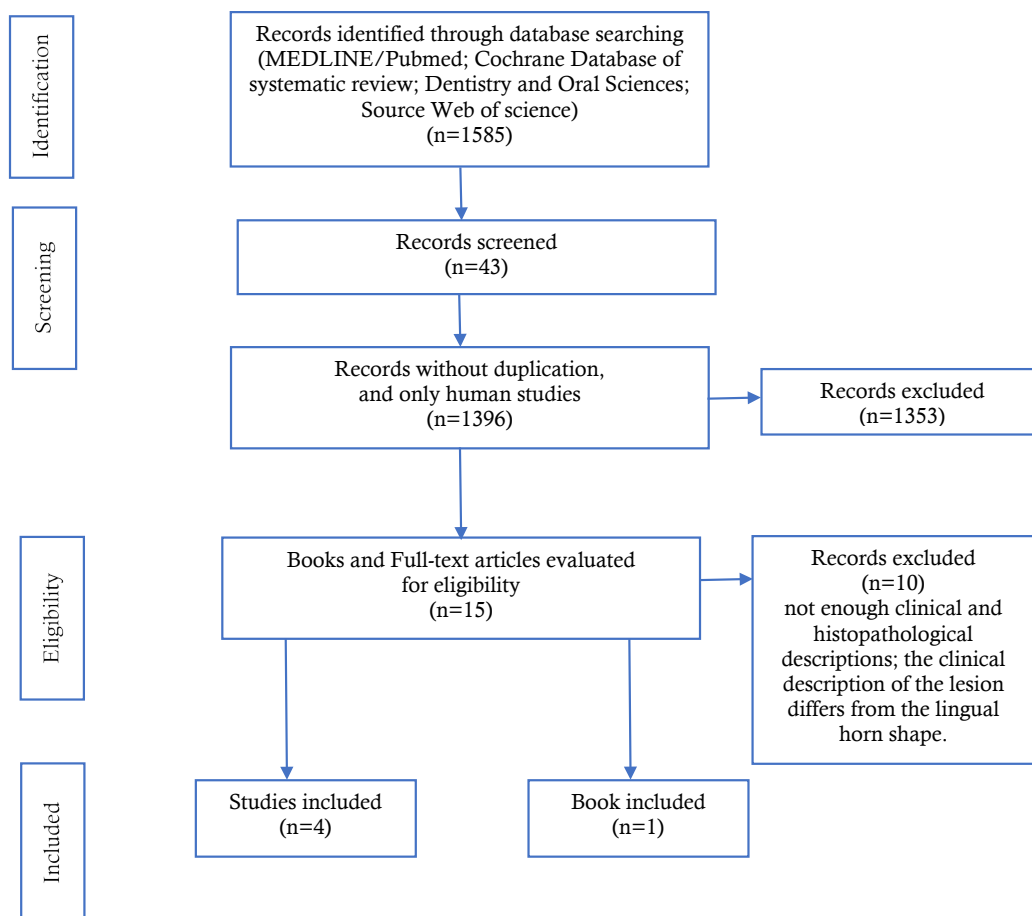 Identification
Records identified through database searching
(MEDLINE/Pubmed; Cochrane Database of
systematic review; Dentistry and Oral Sciences;
Source Web of science)
(n=1585)
Screening
Records screened
(n=43)
Records without duplication,
and only human studies
(n=1396)
Records excluded
(n=1353)
Eligibility
Books and Full-text articles evaluated
for eligibility
(n=15)
Records excluded
(n=10)
not enough clinical and
histopathological
descriptions; the clinical
description of the lesion
differs from the lingual
horn shape.
Included
Studies included
(n=4)
Book included
(n=1)